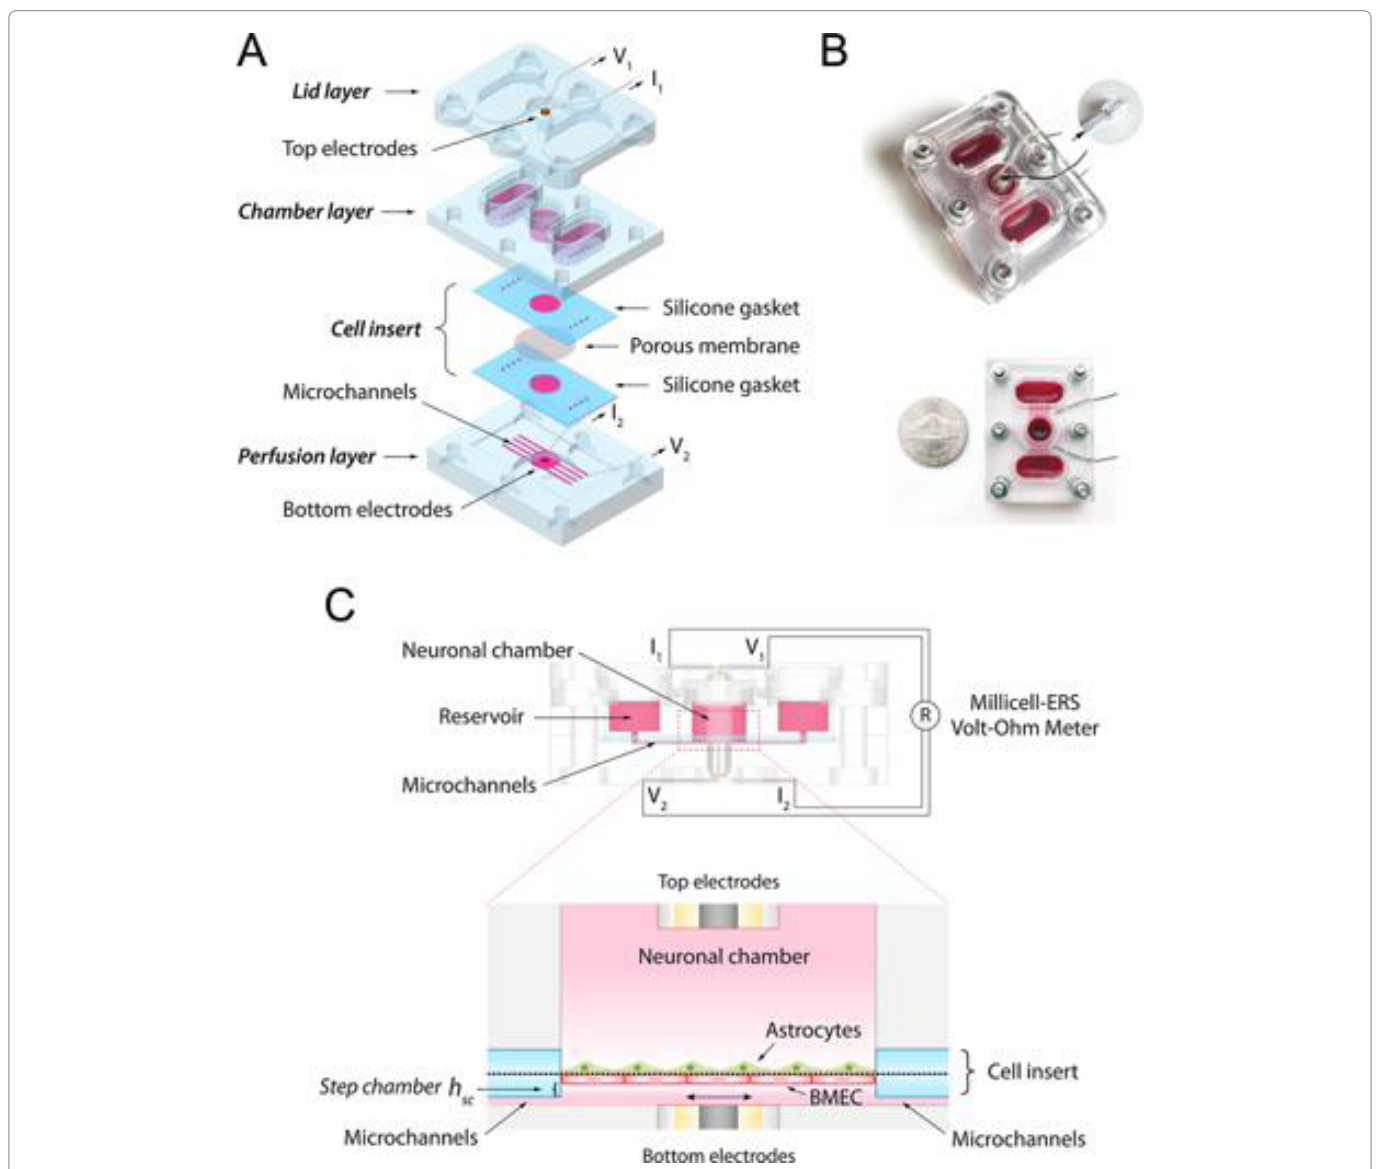 A
V1
I1
Lid layer
Top electrodes
Chamber layer
Silicone gasket
Cell insert
Porous membrane
Silicone gasket
Microchannels
I2
V2
Perfusion layer
Bottom electrodes
B
C
Neuronal chamber
I1
V1
Reservoir
Millicell-ERS
Volt-Ohm Meter
R
Microchannels
V2
I2
Top electrodes
Neuronal chamber
Astrocytes
Cell insert
Step chamber hsc
BMEC
Microchannels
Microchannels
Bottom electrodes